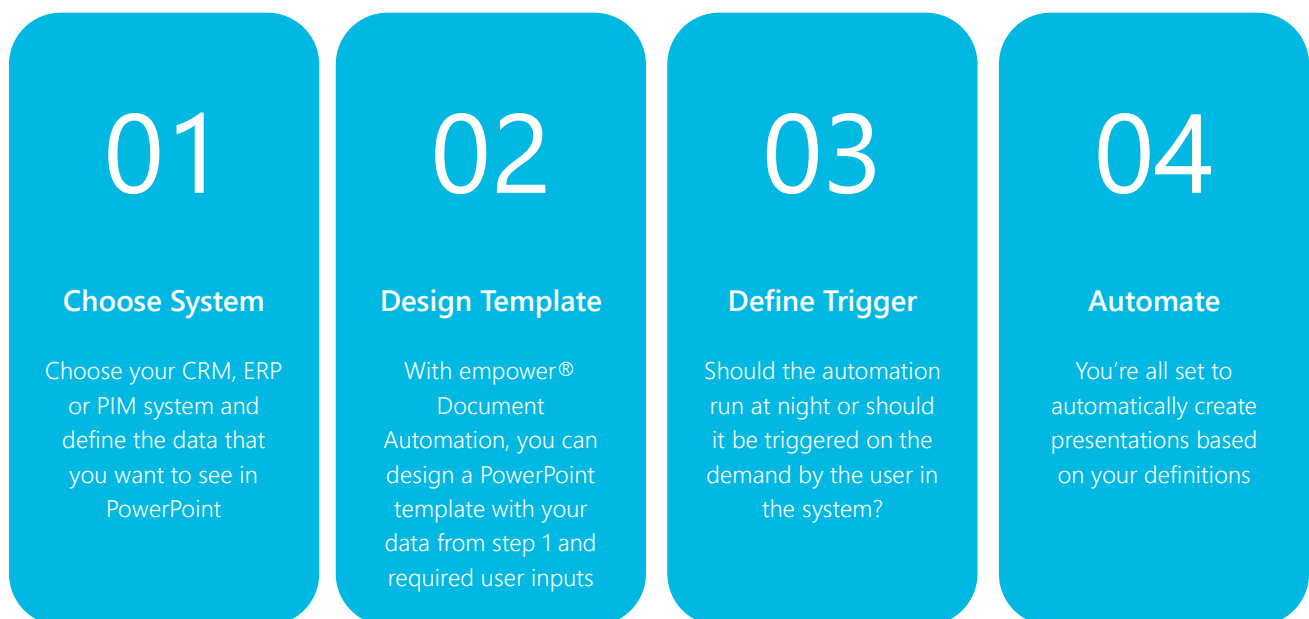 01
Choose System
Choose your CRM, ERP
or PIM system and
define the data that
you want to see in
PowerPoint
02
Design Template
With empower®
Document
Automation, you can
design a PowerPoint
template with your
data from step 1 and
required user inputs
03
Define Trigger
Should the automation
run at night or should
it be triggered on the
demand by the user in
the system?
04
Automate
You're all set to
automatically create
presentations based
on your definitions